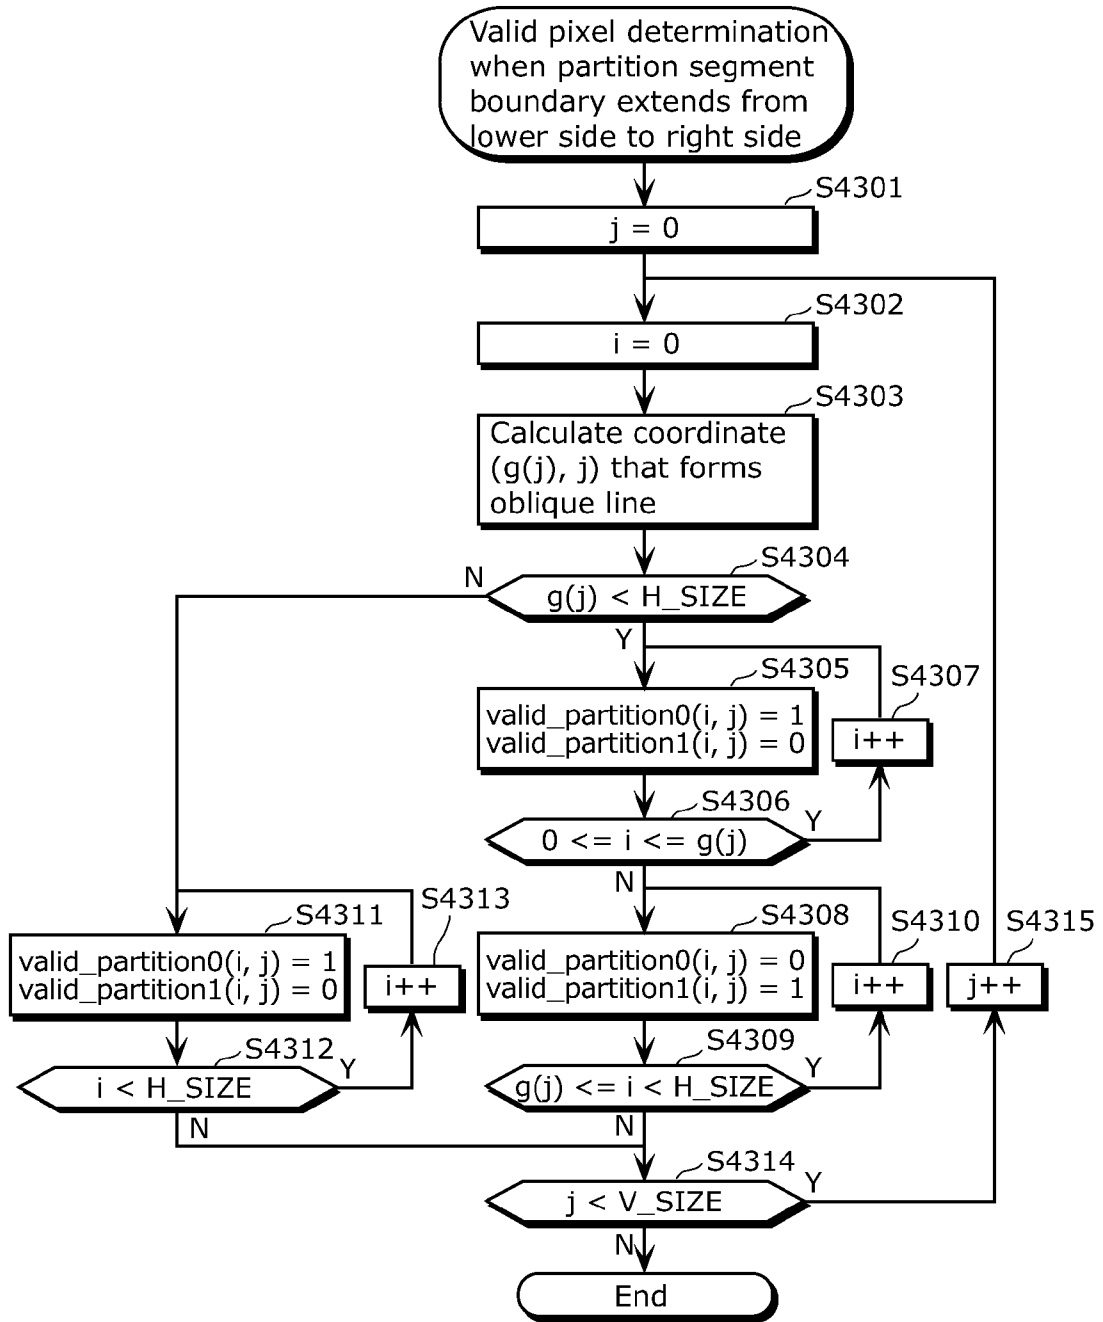 Valid pixel determination
when partition segment
boundary extends from
lower side to right side
S4301
j = 0
S4302
i = 0
S4303
Calculate coordinate
(g(j), j) that forms
oblique line
S4304
N
g(j) < H_SIZE
Y
S4305
S4307
valid_partition0(i, j) = 1
valid_partition1(i, j) = 0
i++
S4306
0 <= i <= g(j)
Y
N
S4311
S4313
S4308
S4310
S4315
valid_partition0(i, j) = 1
valid_partition1(i, j) = 0
i++
valid_partition0(i, j) = 0
valid_partition1(i, j) = 1
i++
j++
S4312
i < H_SIZE
Y
N
S4309
g(j) <= i < H_SIZE
Y
N
S4314
j < V_SIZE
Y
N
End